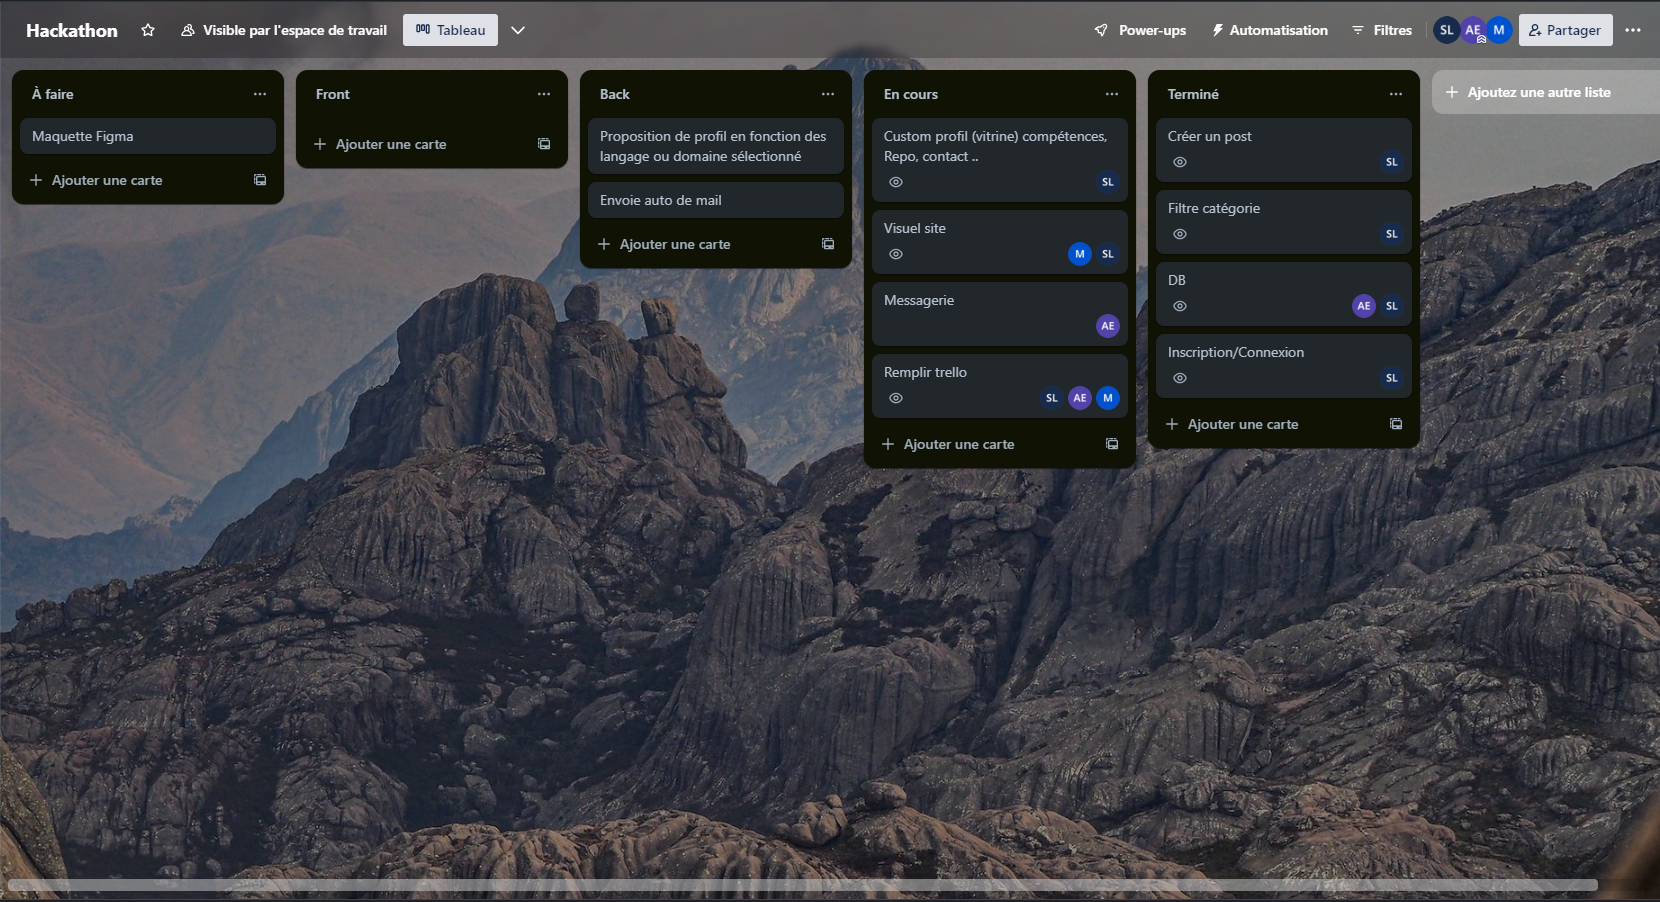 Hackathon
Visible par l'espace de travail
Tableau
Power-ups
Automatisation
Filtres
SL
AE
M
Partager
À faire
Maquette Figma
Ajouter une carte
Front
Ajouter une carte
Back
Proposition de profil en fonction des
langage ou domaine sélectionné
Envoie auto de mail
Ajouter une carte
En cours
Custom profil (vitrine) compétences,
Repo, contact ..
SL
Visuel site
M SL
Messagerie
AE
Remplir trello
SL AE M
Ajouter une carte
Terminé
Créer un post
SL
Filtre catégorie
SL
DB
AE SL
Inscription/Connexion
SL
Ajouter une carte
Ajoutez une autre liste